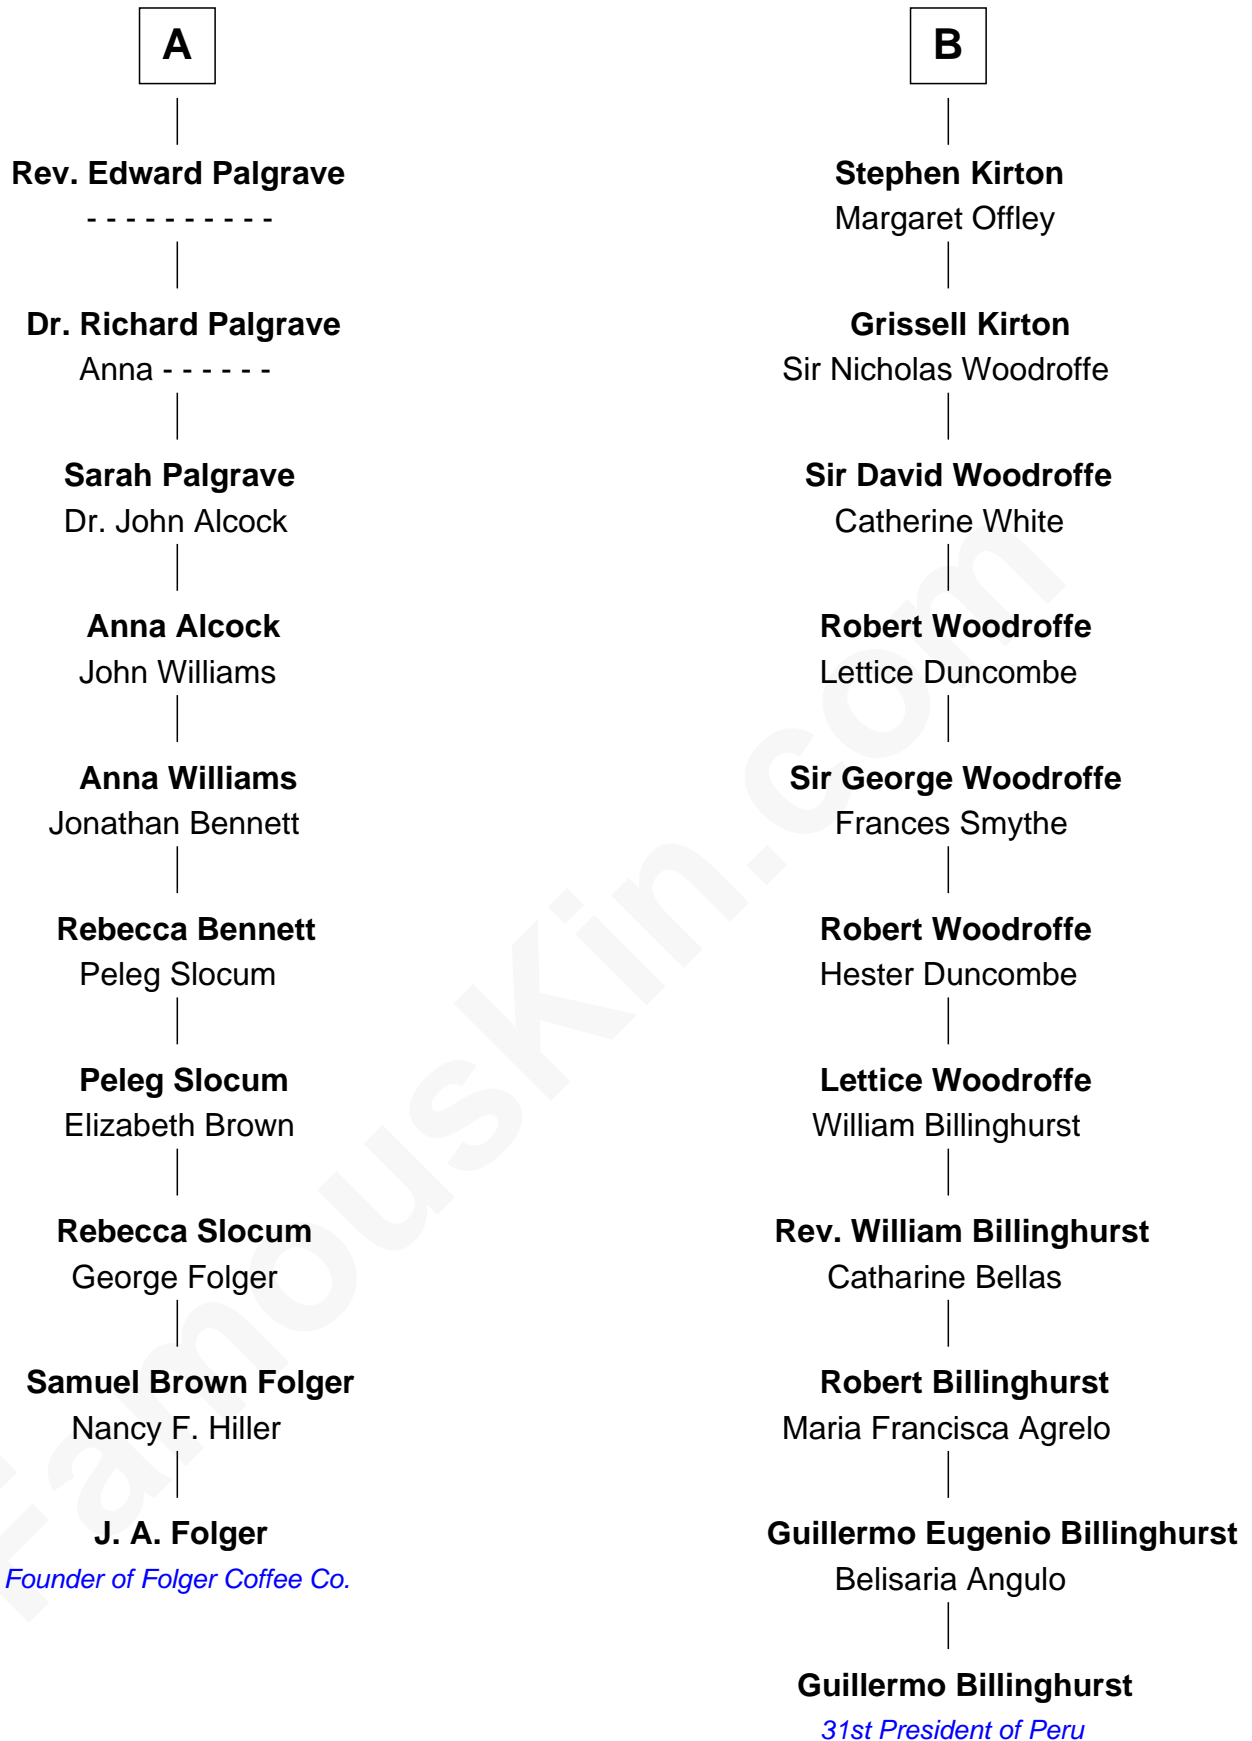 A
Rev. Edward Palgrave
- - - - - - - - - -
Dr. Richard Palgrave
Anna - - - - - -
Sarah Palgrave
Dr. John Alcock
Anna Alcock
John Williams
Anna Williams
Jonathan Bennett
Rebecca Bennett
Peleg Slocum
Peleg Slocum
Elizabeth Brown
Rebecca Slocum
George Folger
Samuel Brown Folger
Nancy F. Hiller
J. A. Folger
Founder of Folger Coffee Co.
B
Stephen Kirton
Margaret Offley
Grissell Kirton
Sir Nicholas Woodroffe
Sir David Woodroffe
Catherine White
Robert Woodroffe
Lettice Duncombe
Sir George Woodroffe
Frances Smythe
Robert Woodroffe
Hester Duncombe
Lettice Woodroffe
William Billinghurst
Rev. William Billinghurst
Catharine Bellas
Robert Billinghurst
Maria Francisca Agrelo
Guillermo Eugenio Billinghurst
Belisaria Angulo
Guillermo Billinghurst
31st President of Peru
FamousKin.com